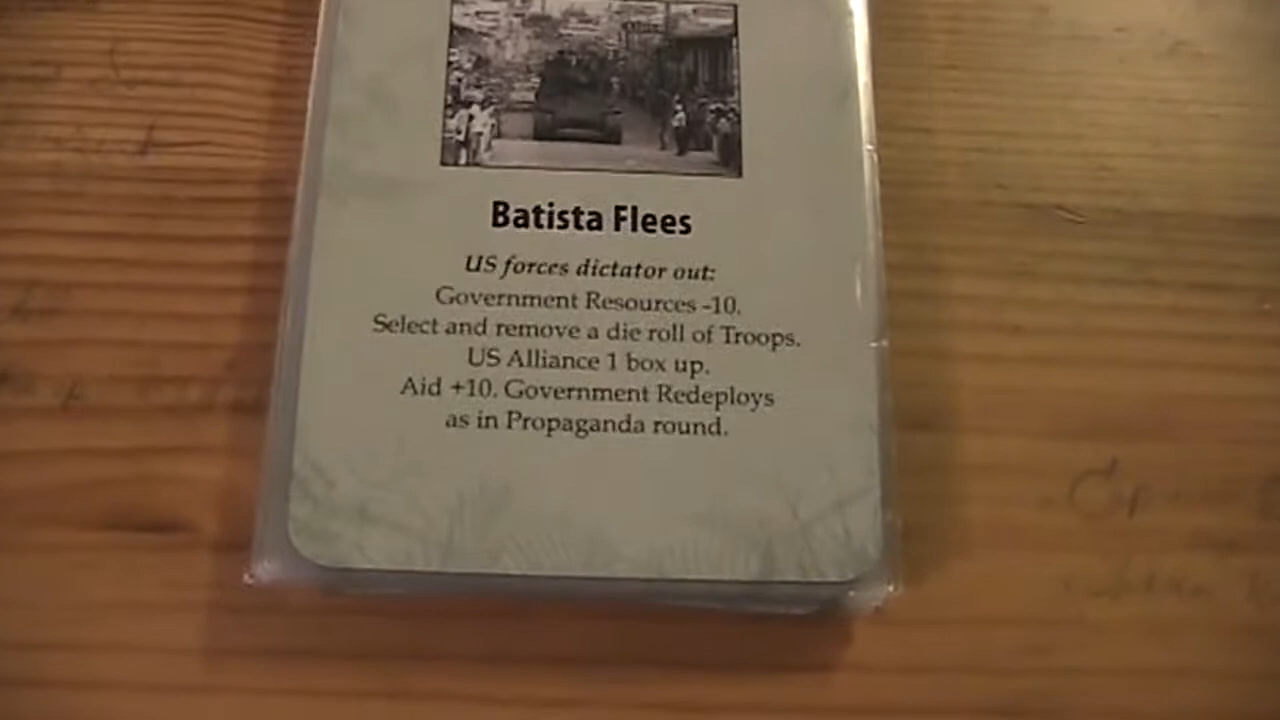 Batista Flees
US forces dictator out:
Government Resources -10.
Select and remove a die roll of Troops.
US Alliance 1 box up.
Aid +10. Government Redeploys
as in Propaganda round.